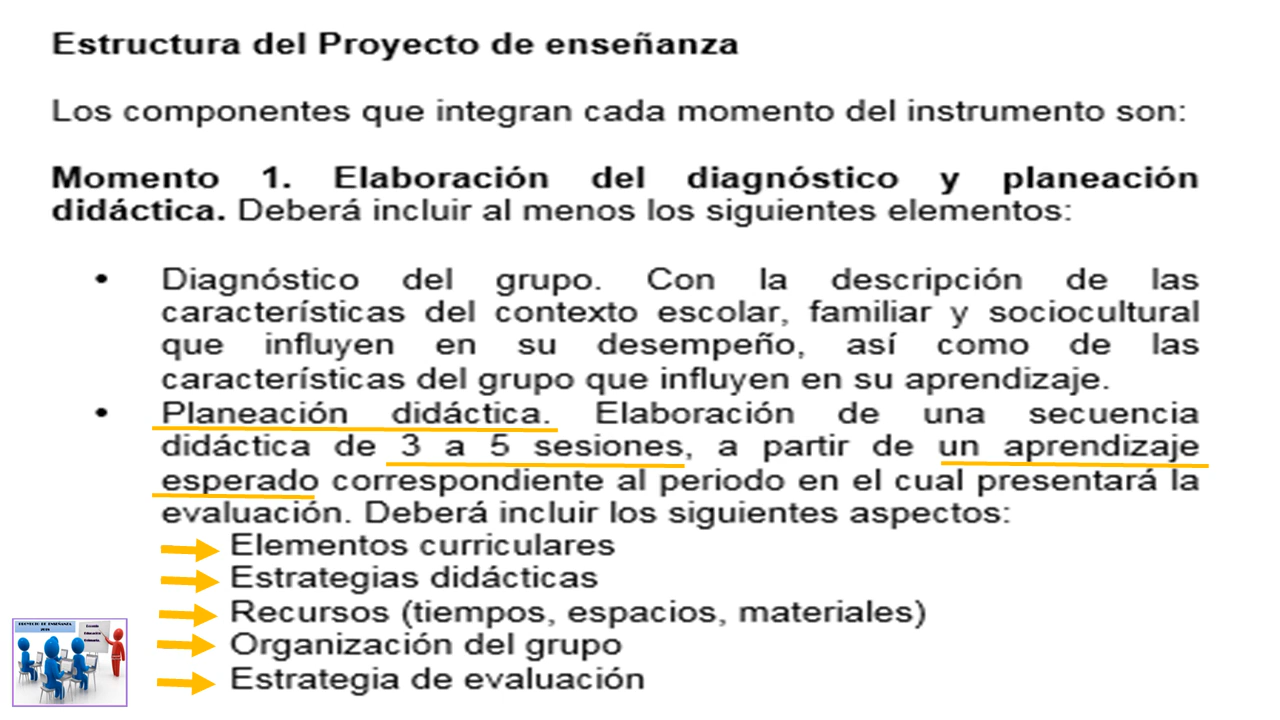 Estructura del Proyecto de enseñanza
Los componentes que integran cada momento del instrumento son:
Momento 1. Elaboración del diagnóstico y planeación
didáctica. Deberá incluir al menos los siguientes elementos:
• Diagnóstico del grupo. Con la descripción de las
características del contexto escolar, familiar y sociocultural
que influyen en su desempeño, así como de las
características del grupo que influyen en su aprendizaje.
• Planeación didáctica. Elaboración de una secuencia
didáctica de 3 a 5 sesiones, a partir de un aprendizaje
esperado correspondiente al periodo en el cual presentará la
evaluación. Deberá incluir los siguientes aspectos:
Elementos curriculares
Estrategias didácticas
Recursos (tiempos, espacios, materiales)
Organización del grupo
Estrategia de evaluación
PROYECTO DE ENSEÑANZA